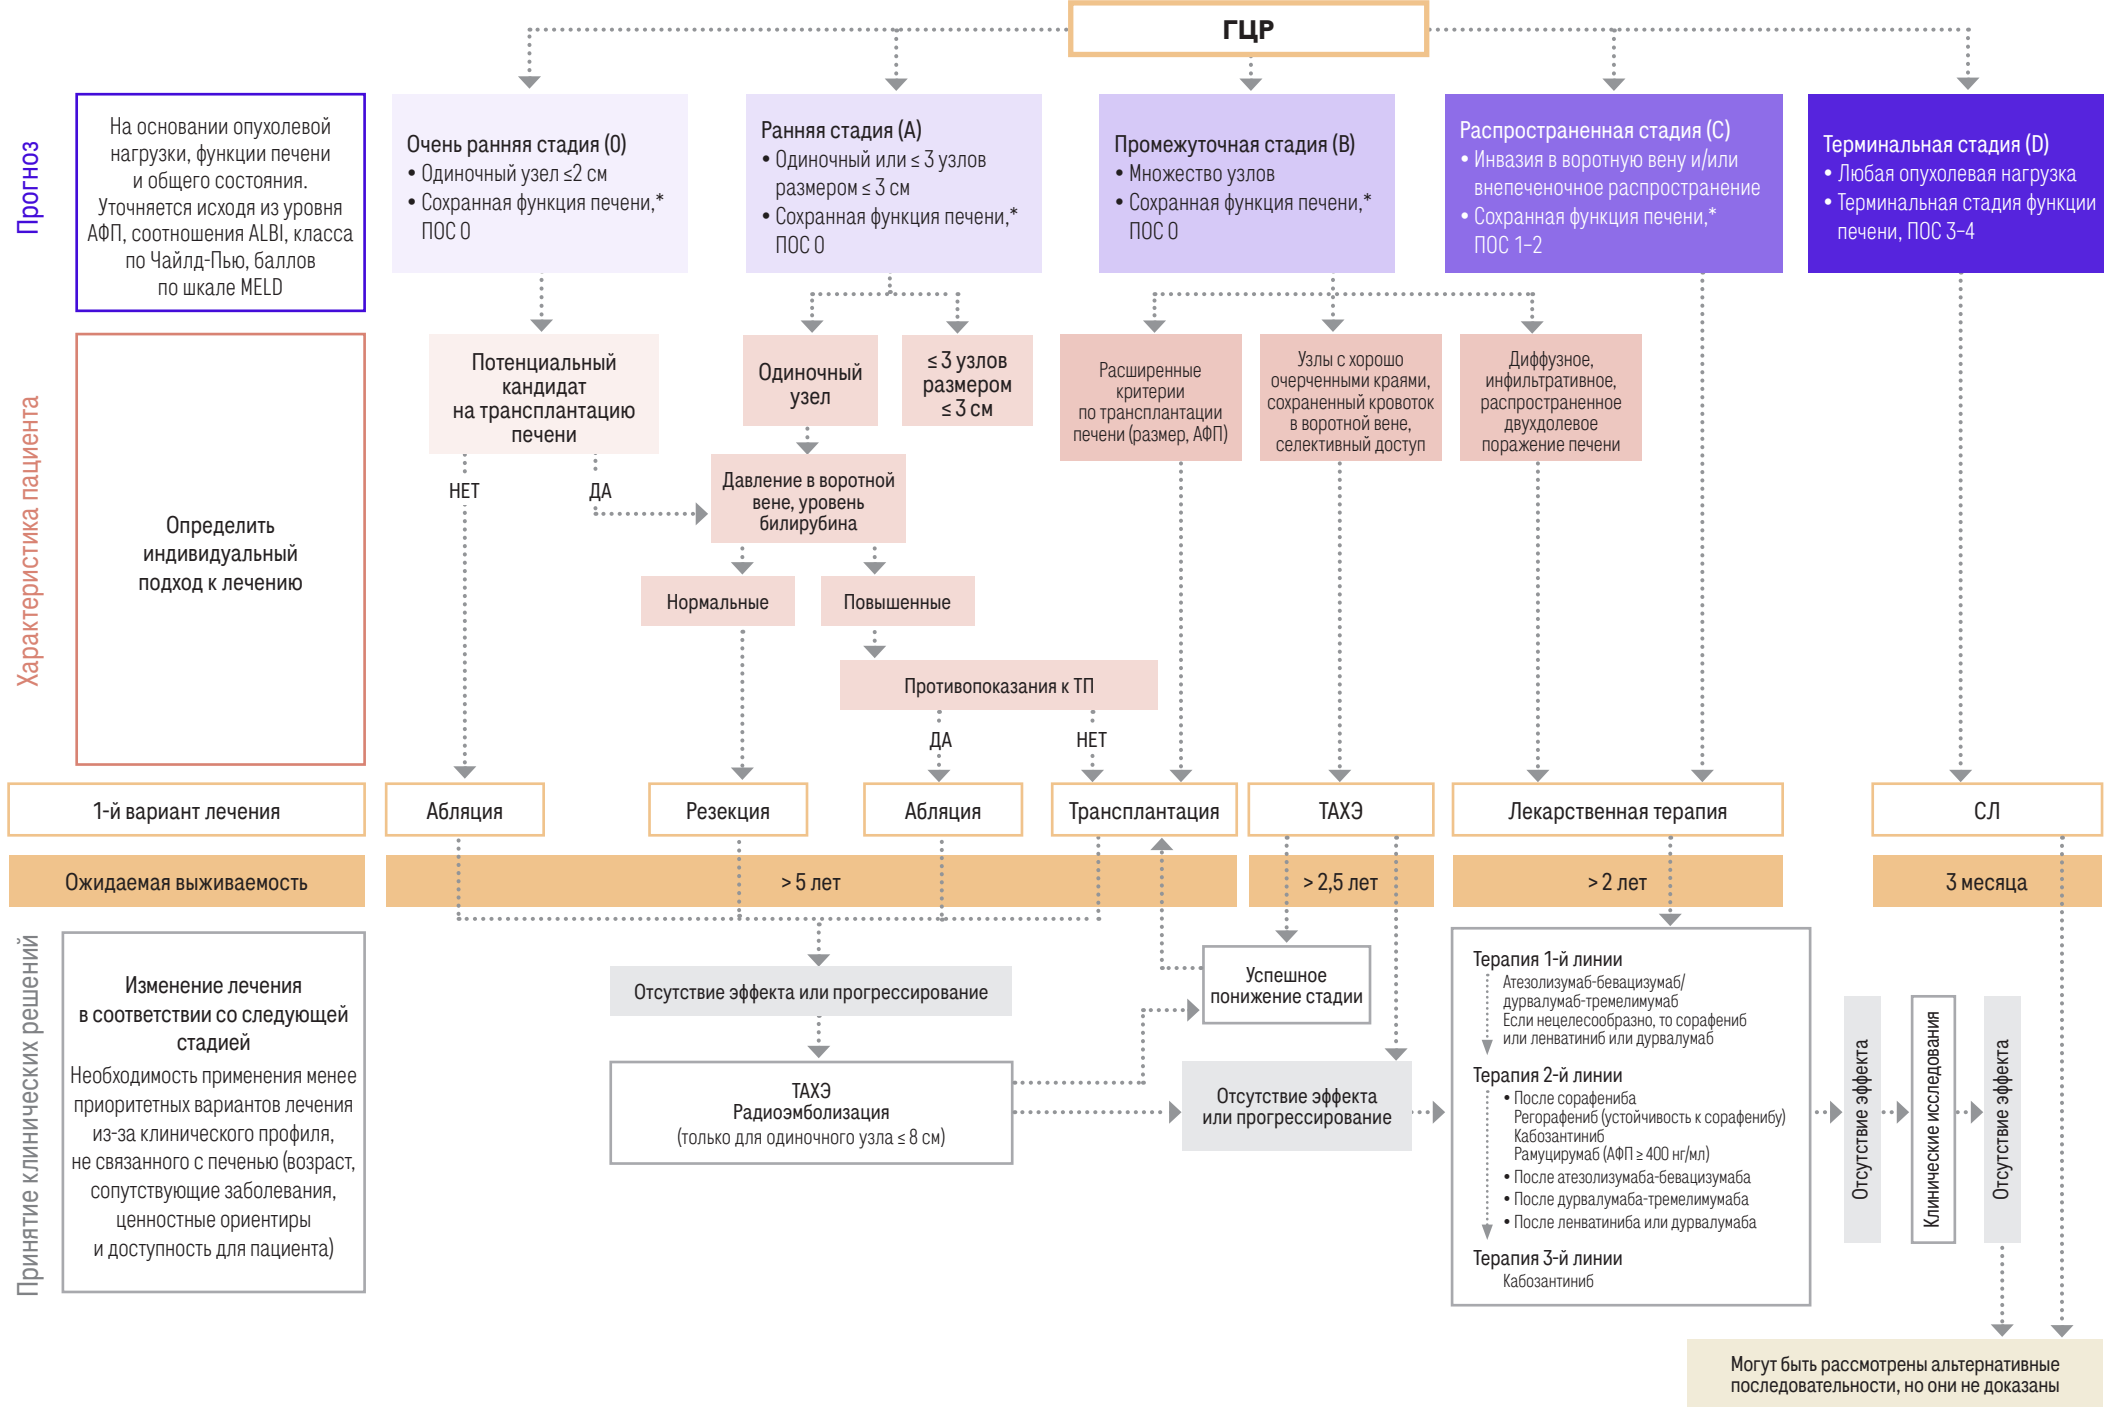 ГЦР
Прогноз
На основании опухолевой
нагрузки, функции печени
и общего состояния.
Уточняется исходя из уровня
АФП, соотношения ALBI, класса
по Чайлд-Пью, баллов
по шкале MELD
Очень ранняя стадия (0)
• Одиночный узел ≤2 см
• Сохранная функция печени,*
ПОС 0
Ранняя стадия (A)
• Одиночный или ≤ 3 узлов
размером ≤ 3 см
• Сохранная функция печени,*
ПОС 0
Промежуточная стадия (B)
• Множество узлов
• Сохранная функция печени,*
ПОС 0
Распространенная стадия (C)
• Инвазия в воротную вену и/или
внепеченочное распространение
• Сохранная функция печени,*
ПОС 1–2
Терминальная стадия (D)
• Любая опухолевая нагрузка
• Терминальная стадия функции
печени, ПОС 3–4
Характеристика пациента
Определить
индивидуальный
подход к лечению
Потенциальный
кандидат
на трансплантацию
печени
Одиночный
узел
≤ 3 узлов
размером
≤ 3 см
Расширенные
критерии
по трансплантации
печени (размер, АФП)
Узлы с хорошо
очерченными краями,
сохраненный кровоток
в воротной вене,
селективный доступ
Диффузное,
инфильтративное,
распространенное
двухдолевое
поражение печени
НЕТ
ДА
Давление в воротной
вене, уровень
билирубина
Нормальные
Повышенные
Противопоказания к ТП
ДА
НЕТ
1-й вариант лечения
Абляция
Резекция
Абляция
Трансплантация
ТАХЭ
Лекарственная терапия
СЛ
Ожидаемая выживаемость
> 5 лет
> 2,5 лет
> 2 лет
3 месяца
Принятие клинических решений
Изменение лечения
в соответствии со следующей
стадией
Необходимость применения менее
приоритетных вариантов лечения
из-за клинического профиля,
не связанного с печенью (возраст,
сопутствующие заболевания,
ценностные ориентиры
и доступность для пациента)
Отсутствие эффекта или прогрессирование
ТАХЭ
Радиоэмболизация
(только для одиночного узла ≤ 8 см)
Успешное
понижение стадии
Отсутствие эффекта
или прогрессирование
Терапия 1-й линии
Атезолизумаб-бевацизумаб/
дурвалумаб-тремелимумаб
Если нецелесообразно, то сорафениб
или ленватиниб или дурвалумаб
Терапия 2-й линии
• После сорафениба
Регорафениб (устойчивость к сорафенибу)
Кабозантиниб
Рамуцирумаб (АФП ≥ 400 нг/мл)
• После атезолизумаба-бевацизумаба
• После дурвалумаба-тремелимумаба
• После ленватиниба или дурвалумаба
Терапия 3-й линии
Кабозантиниб
Отсутствие эффекта
Клинические исследования
Отсутствие эффекта
Могут быть рассмотрены альтернативные
последовательности, но они не доказаны